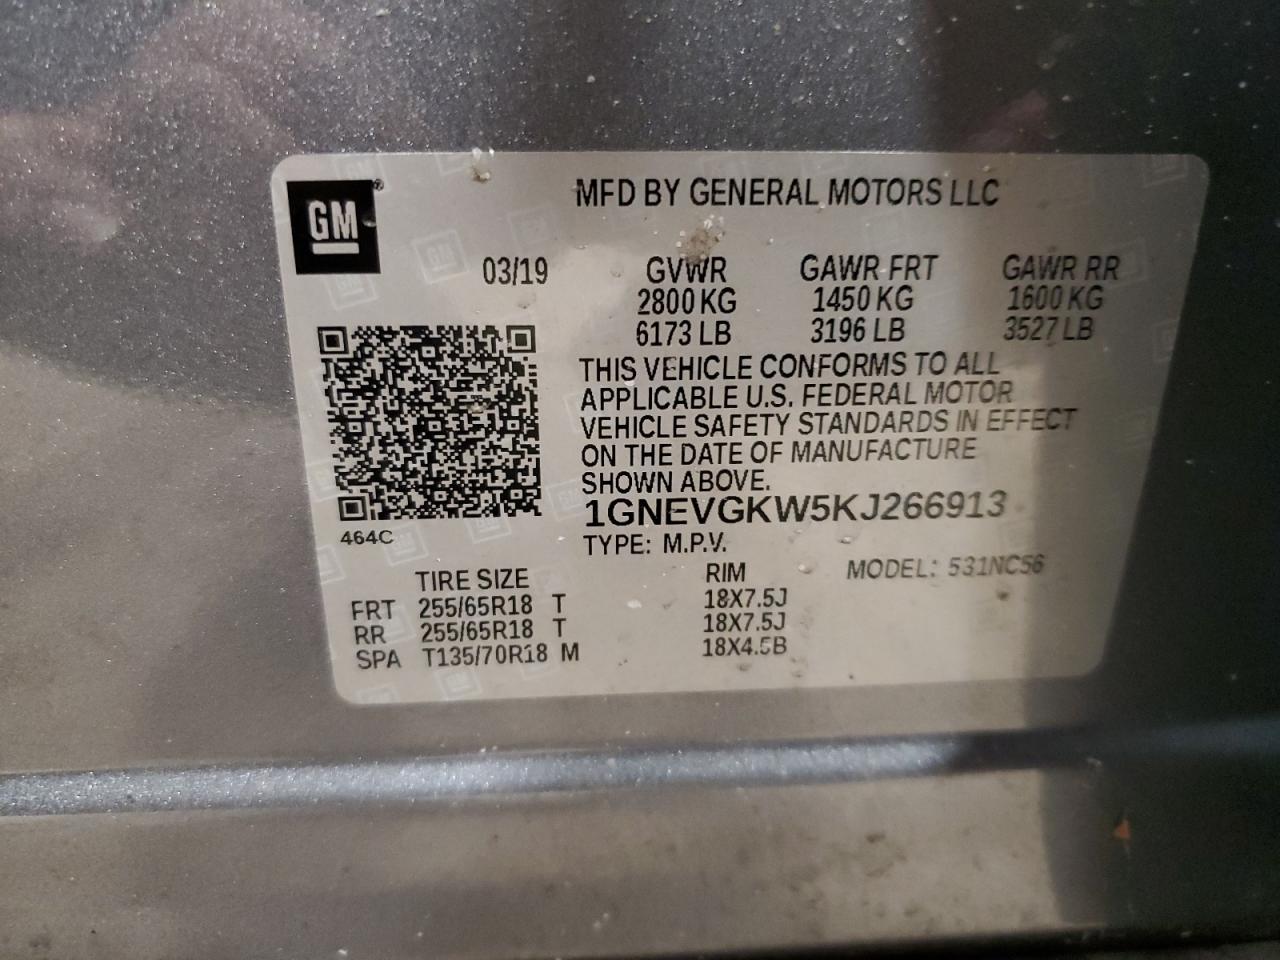 GM®
MFD BY GENERAL MOTORS LLC
03/19
GVWR GAWR FRT GAWR RR
2800 KG 1450 KG 1600 KG
6173 LB 3196 LB 3527 LB
THIS VEHICLE CONFORMS TO ALL
APPLICABLE U.S. FEDERAL MOTOR
VEHICLE SAFETY STANDARDS IN EFFECT
ON THE DATE OF MANUFACTURE
SHOWN ABOVE.
1GNEVGKW5KJ266913
464C
TYPE: M.P.V.
MODEL: 531NC56
TIRE SIZE RIM
FRT 255/65R18 T 18X7.5J
RR 255/65R18 T 18X7.5J
SPA T135/70R18 M 18X4.5B